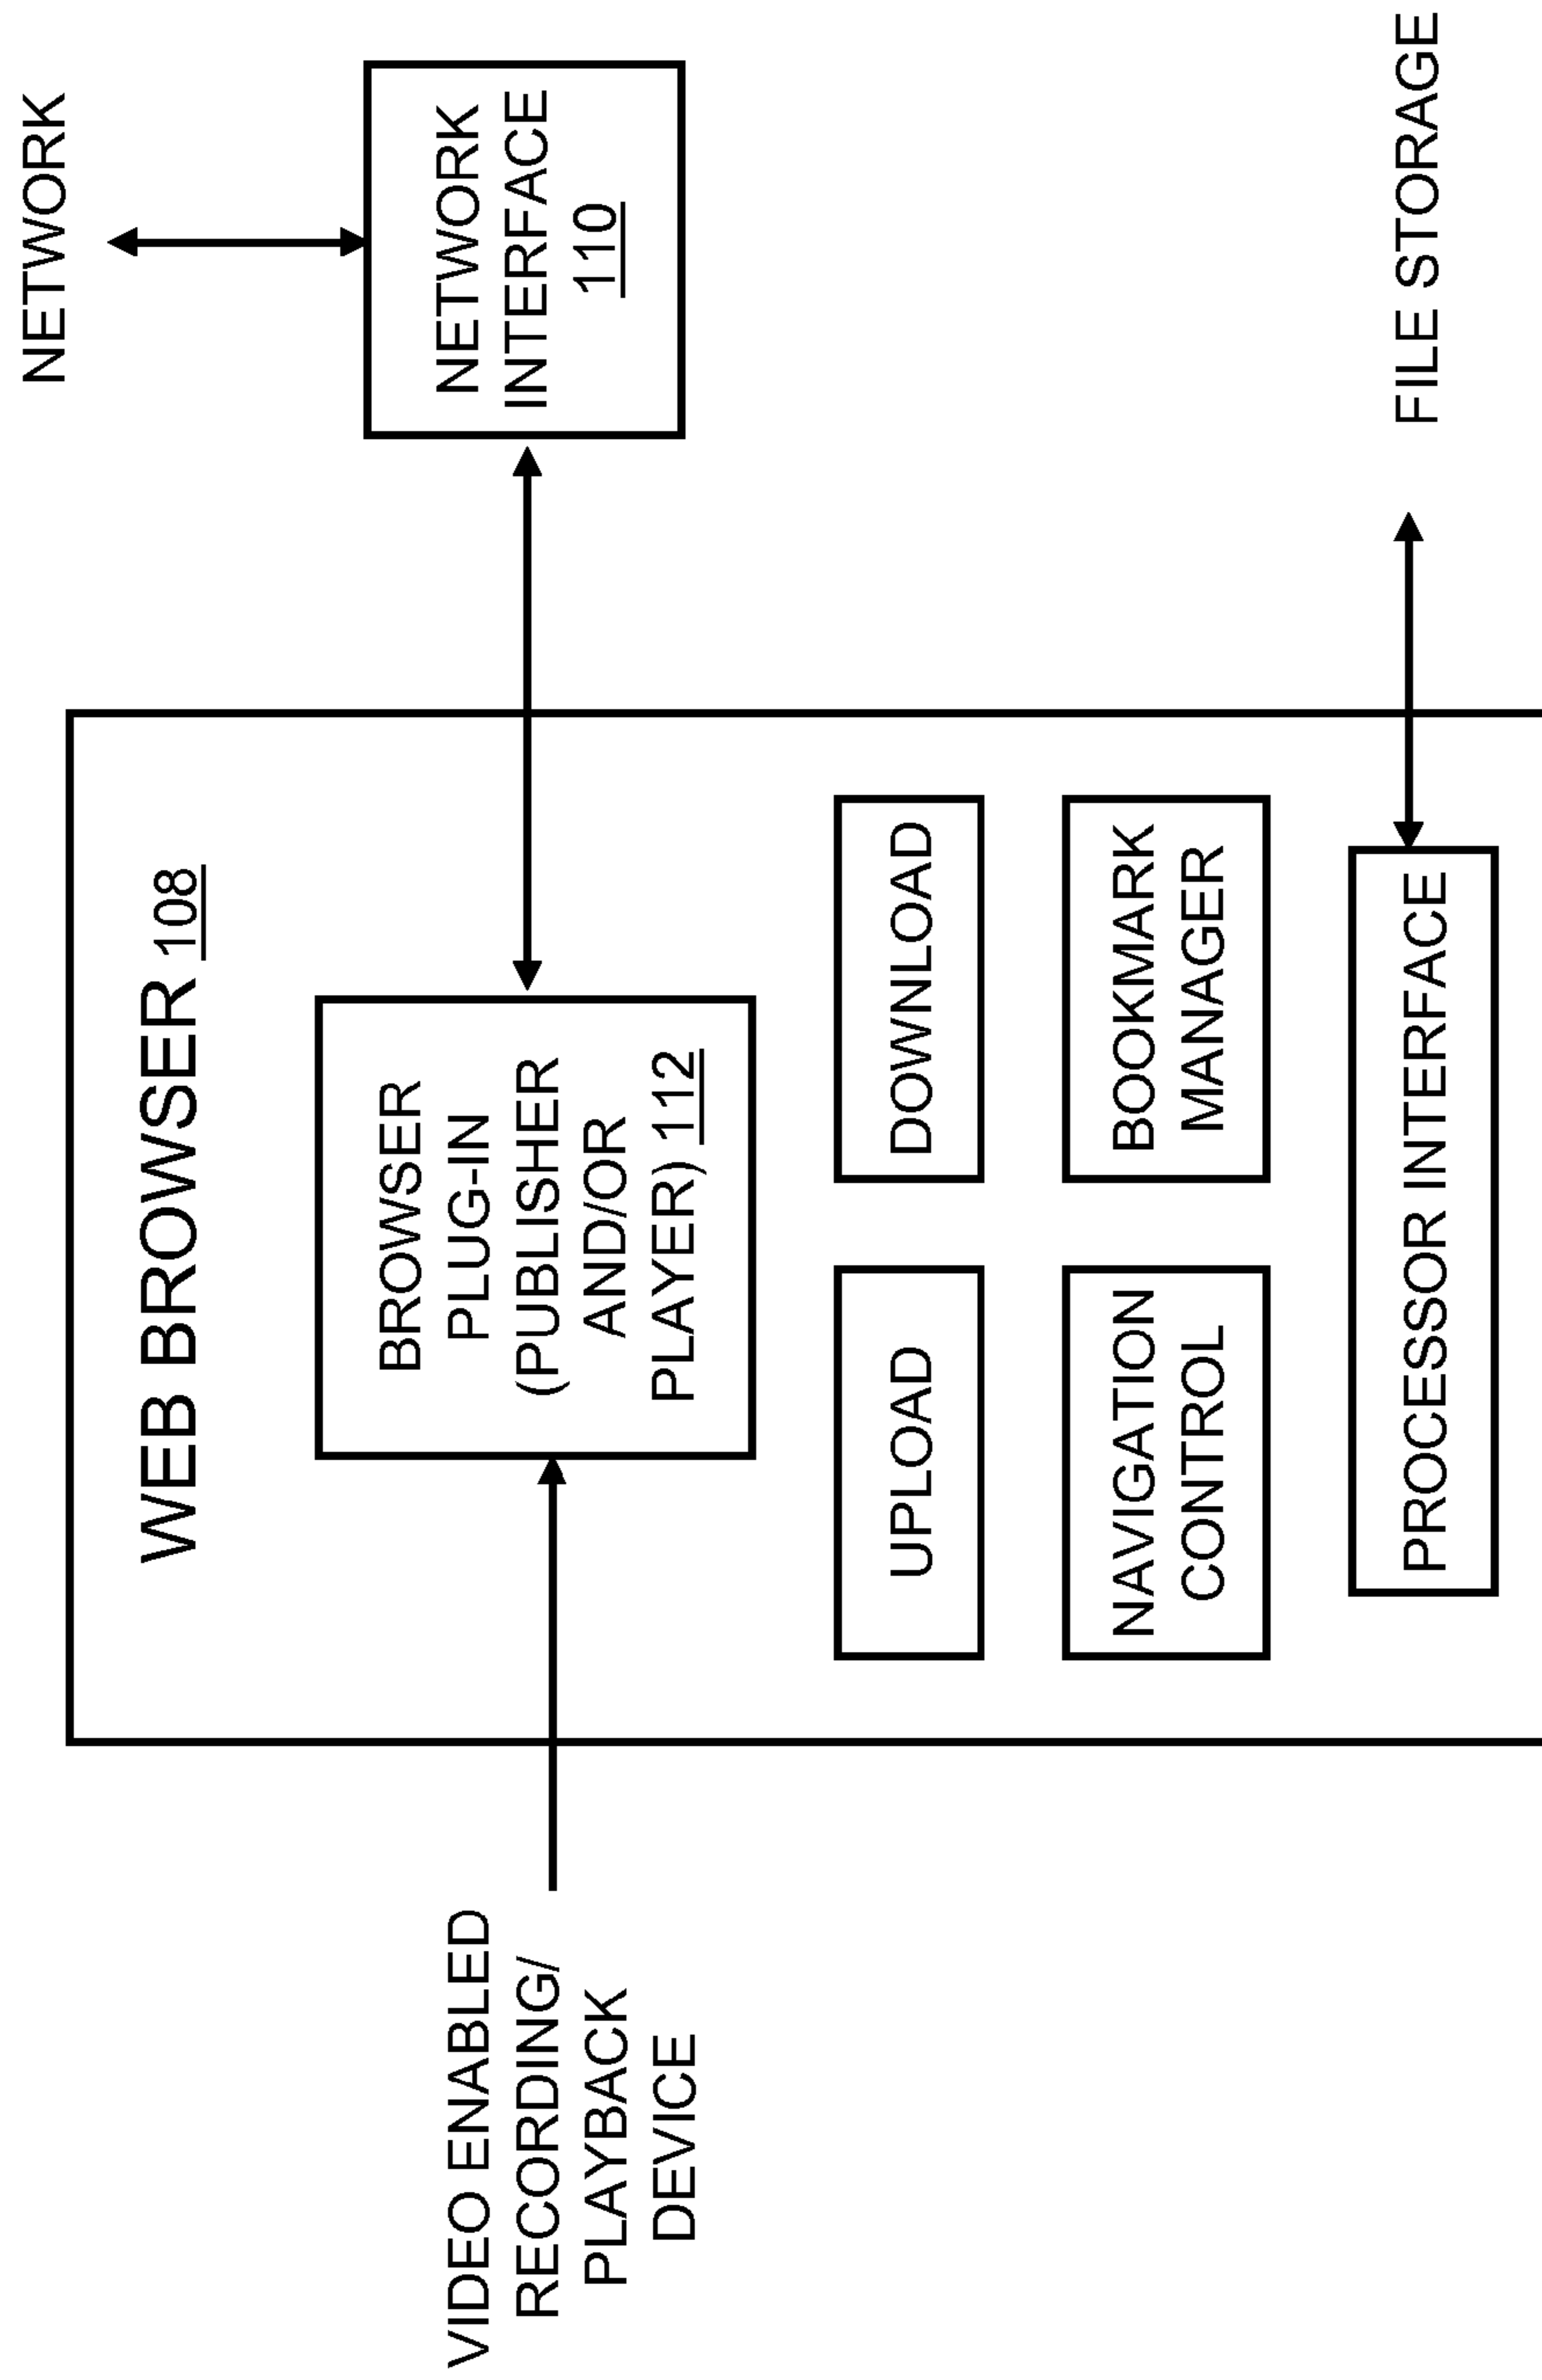 NETWORK
WEB BROWSER 108
VIDEO ENABLED
RECORDING/
PLAYBACK
DEVICE
BROWSER
PLUG-IN
(PUBLISHER
AND/OR
PLAYER) 112
NETWORK
INTERFACE
110
UPLOAD
DOWNLOAD
NAVIGATION
CONTROL
BOOKMARK
MANAGER
PROCESSOR INTERFACE
FILE STORAGE